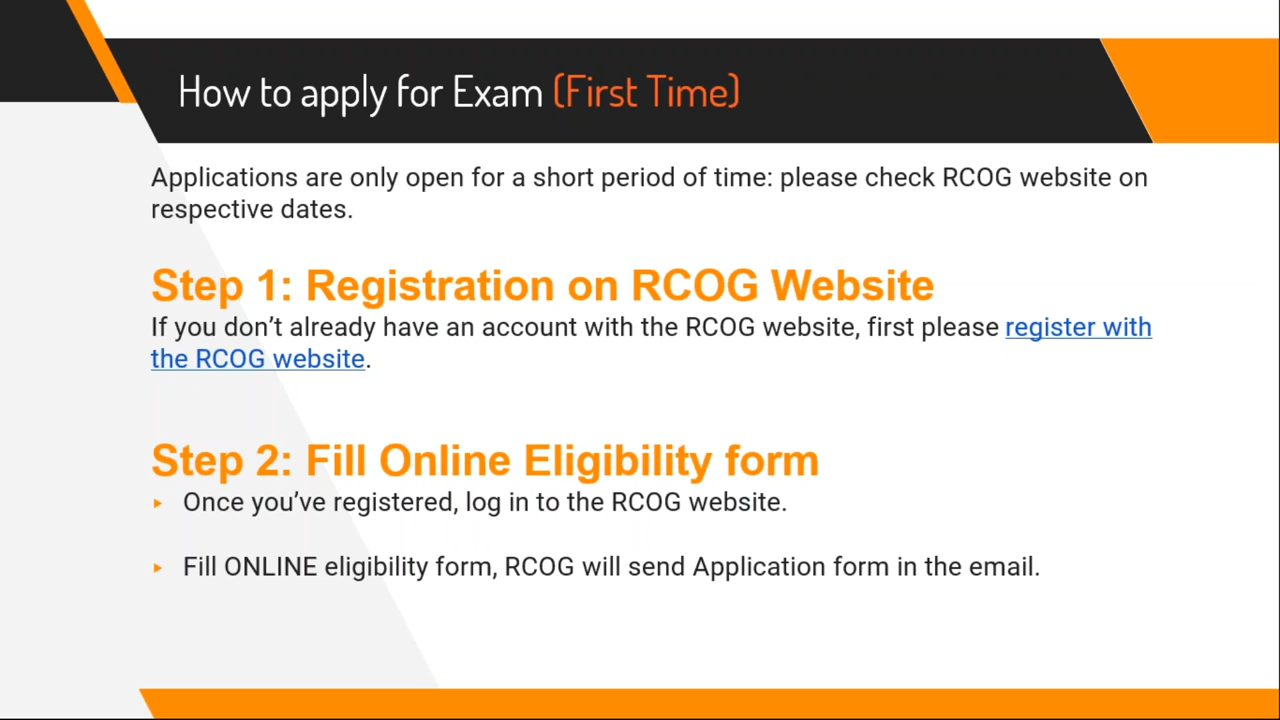 How to apply for Exam (First Time)
Applications are only open for a short period of time: please check RCOG website on
respective dates.
Step 1: Registration on RCOG Website
If you don’t already have an account with the RCOG website, first please register with
the RCOG website.
Step 2: Fill Online Eligibility form
Once you’ve registered, log in to the RCOG website.
Fill ONLINE eligibility form, RCOG will send Application form in the email.